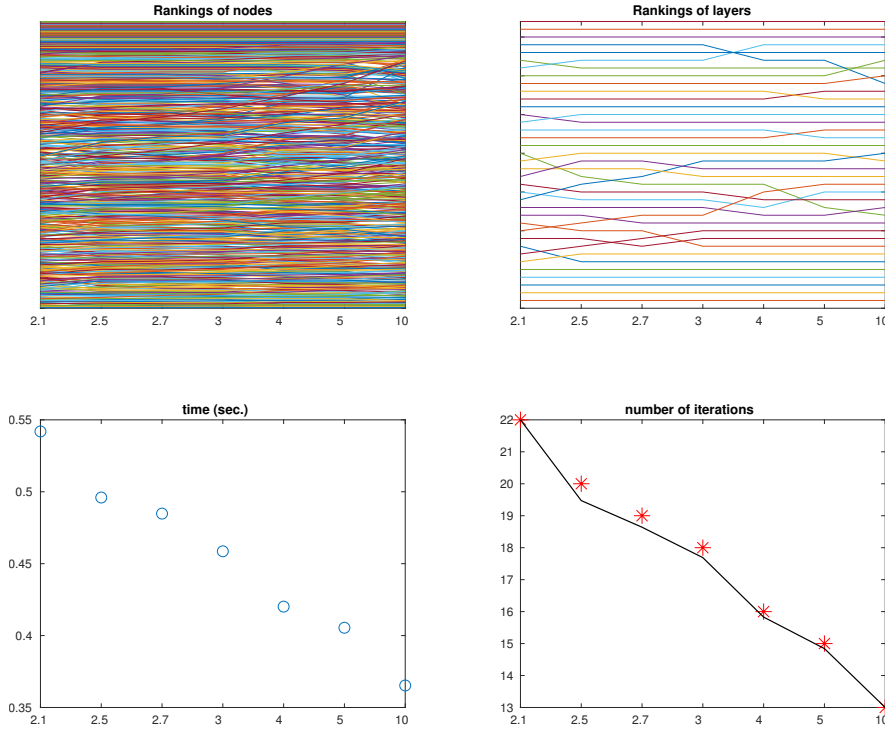 Rankings of nodes
2.1 2.5 2.7 3 4 5 10
Rankings of layers
2.1 2.5 2.7 3 4 5 10
time (sec.)
0.55
0.5
0.45
0.4
0.35
2.1 2.5 2.7 3 4 5 10
number of iterations
22
21
20
19
18
17
16
15
14
13
2.1 2.5 2.7 3 4 5 10